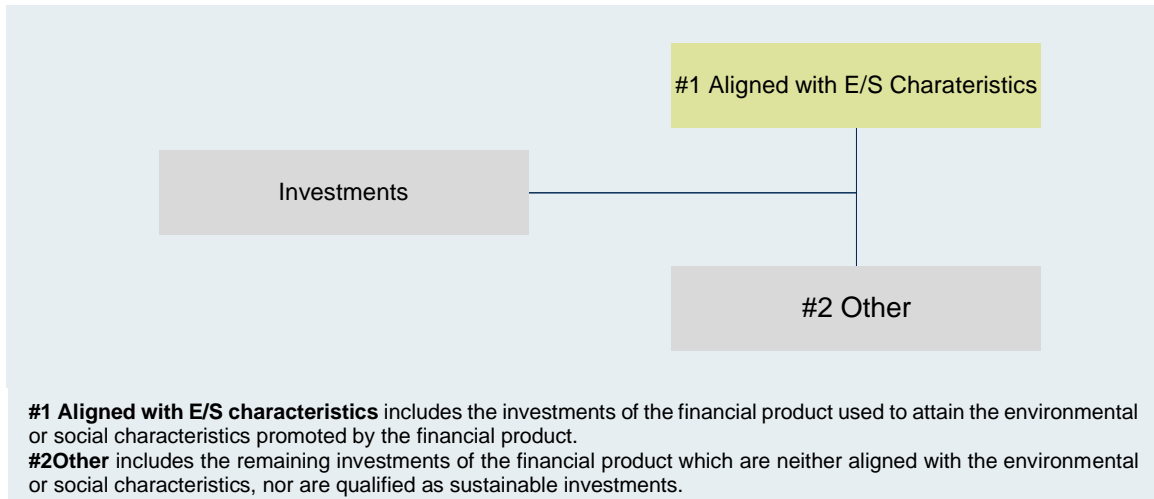 #1 Aligned with E/S Charateristics
Investments
#2 Other
#1 Aligned with E/S characteristics includes the investments of the financial product used to attain the environmental
or social characteristics promoted by the financial product.
#2Other includes the remaining investments of the financial product which are neither aligned with the environmental
or social characteristics, nor are qualified as sustainable investments.